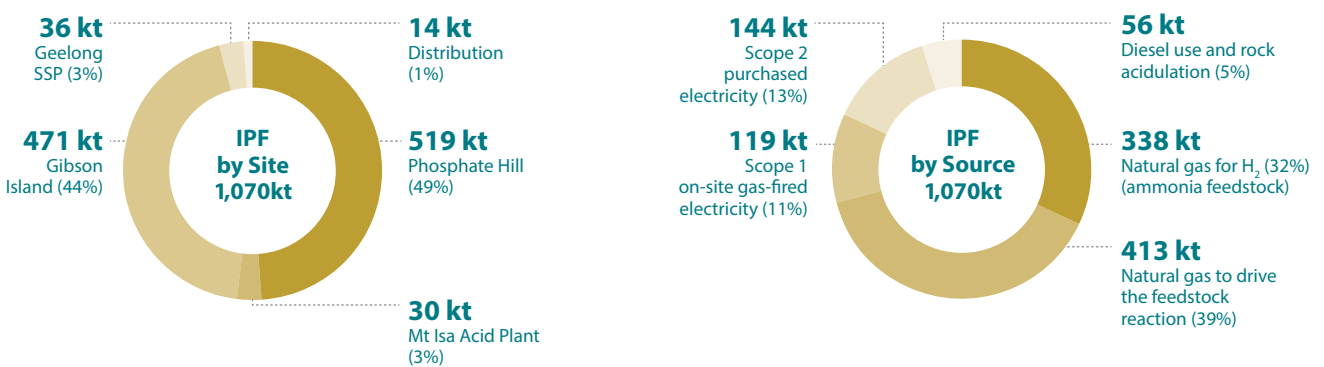 36 kt
Geelong
SSP (3%)
14 kt
Distribution
(1%)
471 kt
Gibson
Island (44%)
IPF
by Site
1,070kt
519 kt
Phosphate Hill
(49%)
30 kt
Mt Isa Acid Plant
(3%)
144 kt
Scope 2
purchased
electricity (13%)
56 kt
Diesel use and rock
acidulation (5%)
119 kt
Scope 1
on-site gas-fired
electricity (11%)
IPF
by Source
1,070kt
338 kt
Natural gas for H₂ (32%)
(ammonia feedstock)
413 kt
Natural gas to drive
the feedstock
reaction (39%)